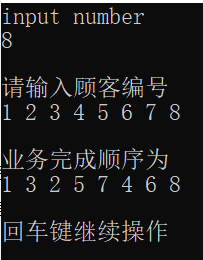 input number
8
请输入顾客编号
1 2 3 4 5 6 7 8
业务完成顺序为
1 3 2 5 7 4 6 8
回车键继续操作